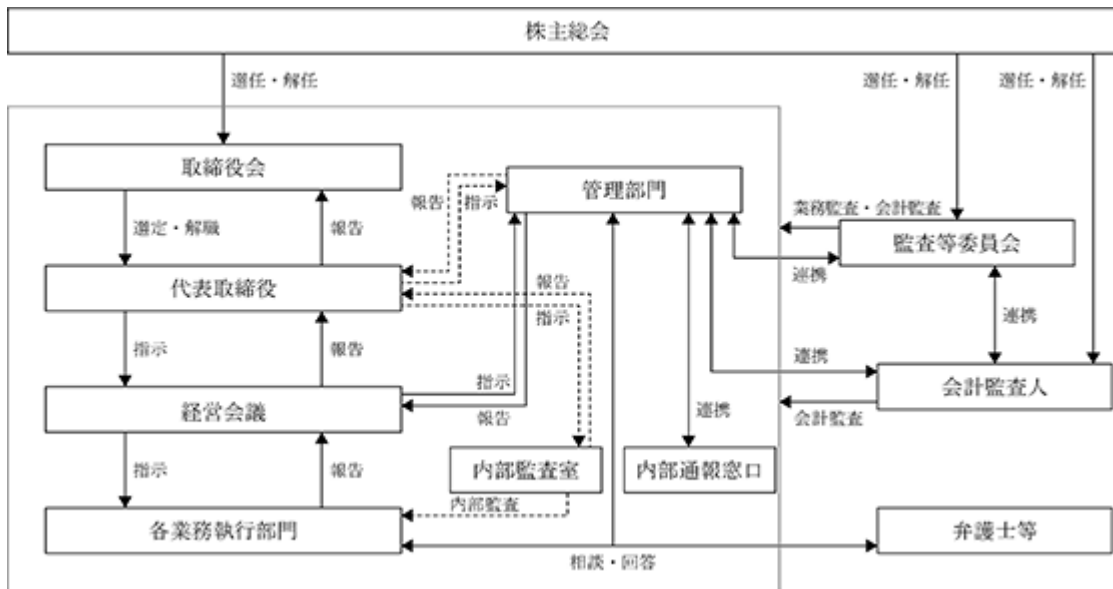 株主総会
選任・解任
選任・解任
選任・解任
取締役会
管理部門
報告
指示
業務監査・会計監査
監査等委員会
選定・解職
報告
連携
代表取締役
報告
指示
連携
指示
報告
連携
経営会議
指示
報告
連携
会計監査人
会計監査
指示
報告
内部監査室
内部通報窓口
内部監査
各業務執行部門
弁護士等
相談・回答